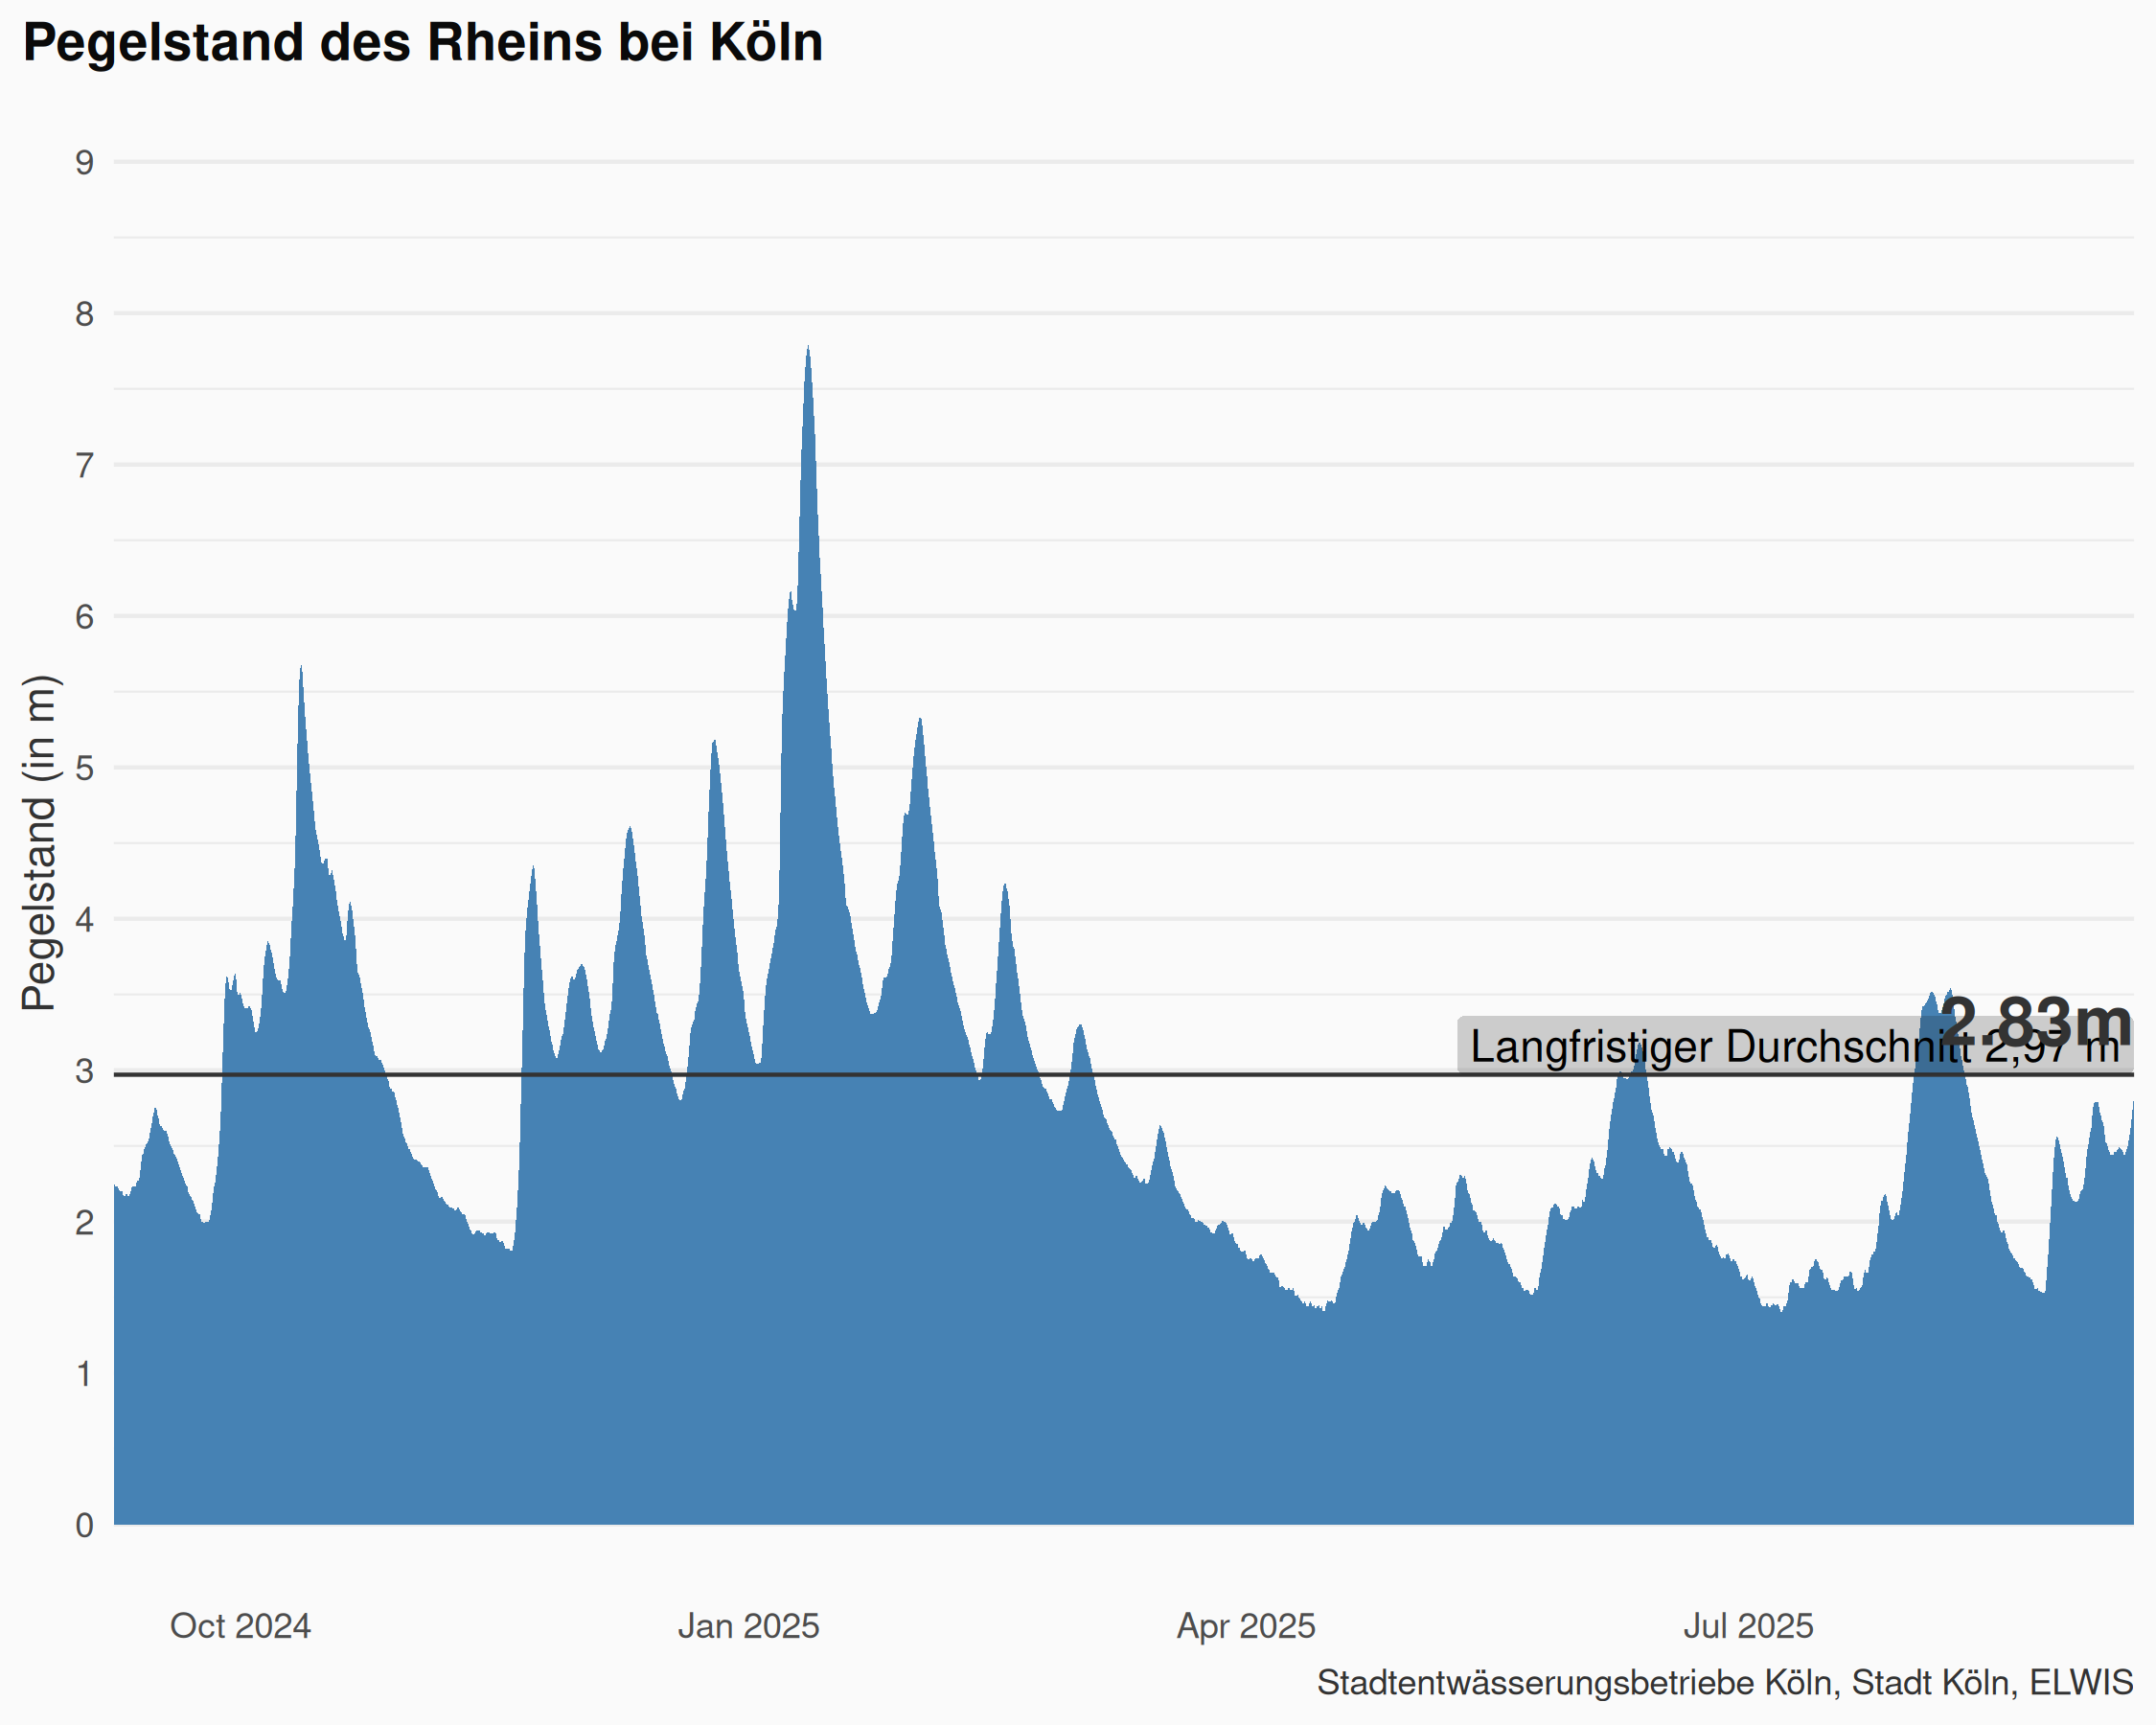 Pegelstand des Rheins bei Köln
Pegelstand (in m)
9
8
7
6
5
4
3
2
1
0
2.83m
Langfristiger Durchschnitt 2,97 m
Oct 2024
Jan 2025
Apr 2025
Jul 2025
Stadtentwässerungsbetriebe Köln, Stadt Köln, ELWIS